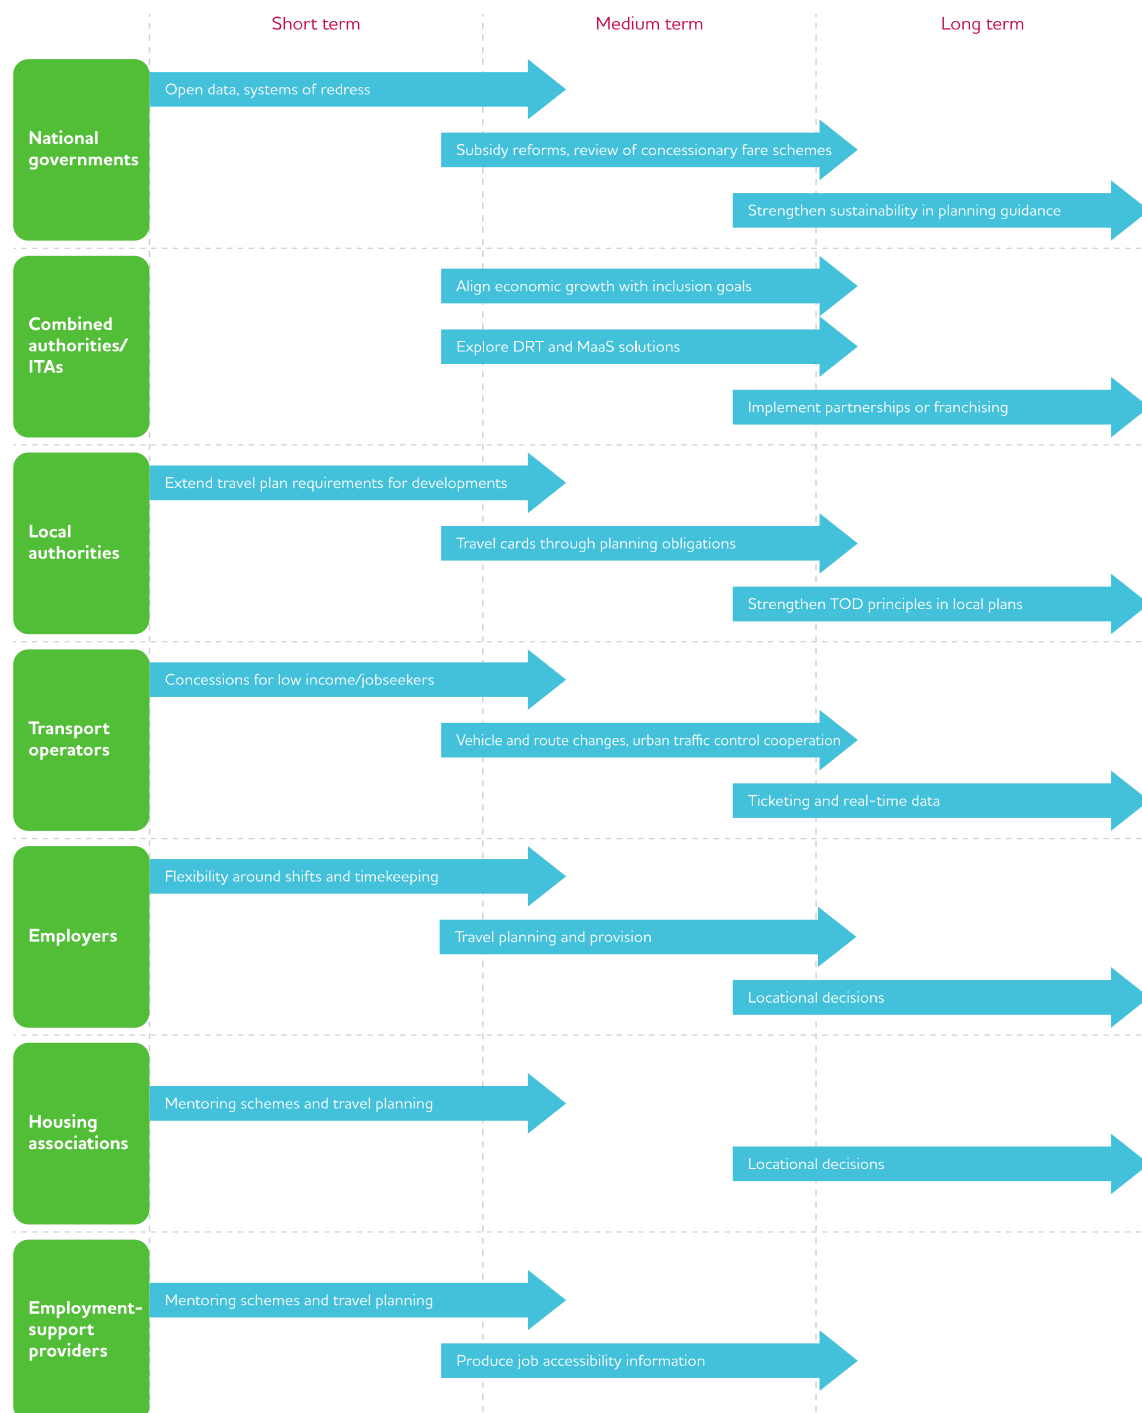 Short term
Medium term
Long term
National
governments
Open data, systems of redress
Subsidy reforms, review of concessionary fare schemes
Strengthen sustainability in planning guidance
Combined
authorities/
ITAs
Align economic growth with inclusion goals
Explore DRT and MaaS solutions
Implement partnerships or franchising
Local
authorities
Extend travel plan requirements for developments
Travel cards through planning obligations
Strengthen TOD principles in local plans
Transport
operators
Concessions for low income/jobseekers
Vehicle and route changes, urban traffic control cooperation
Ticketing and real-time data
Employers
Flexibility around shifts and timekeeping
Travel planning and provision
Locational decisions
Housing
associations
Mentoring schemes and travel planning
Locational decisions
Employment-
support
providers
Mentoring schemes and travel planning
Produce job accessibility information